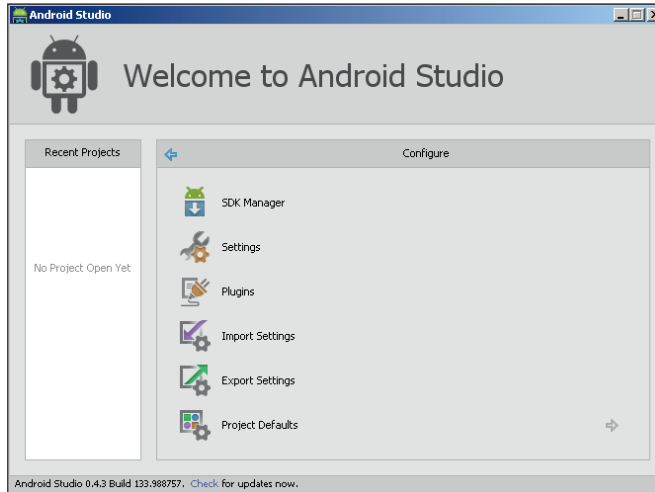 Android Studio
Welcome to Android Studio
Recent Projects
No Project Open Yet
Configure
SDK Manager
Settings
Plugins
Import Settings
Export Settings
Project Defaults
Android Studio 0.4.3 Build 133.988757. Check for updates now.